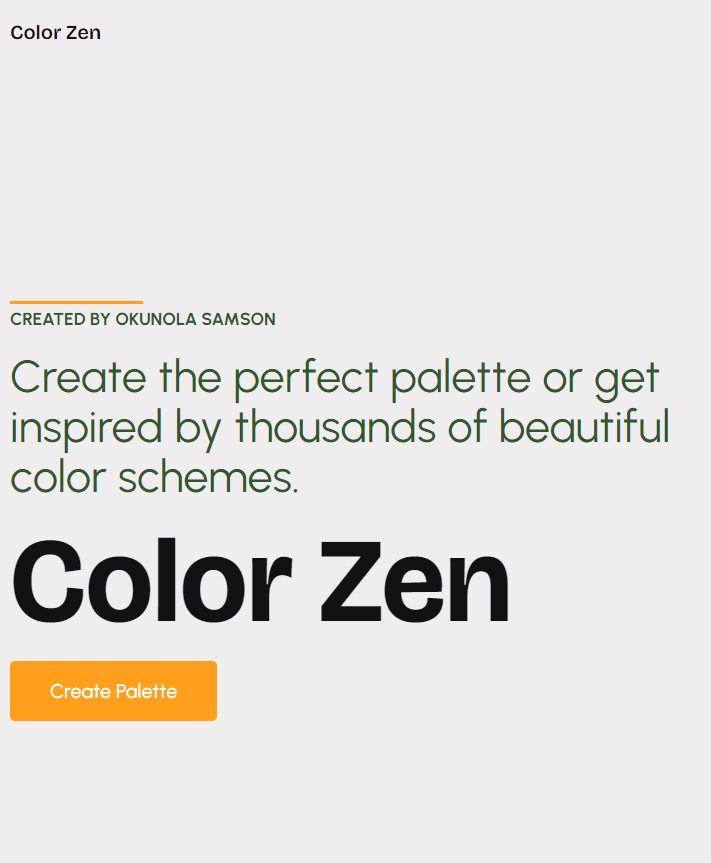 Color Zen
CREATED BY OKUNOLA SAMSON
Create the perfect palette or get
inspired by thousands of beautiful
color schemes.
Color Zen
Create Palette